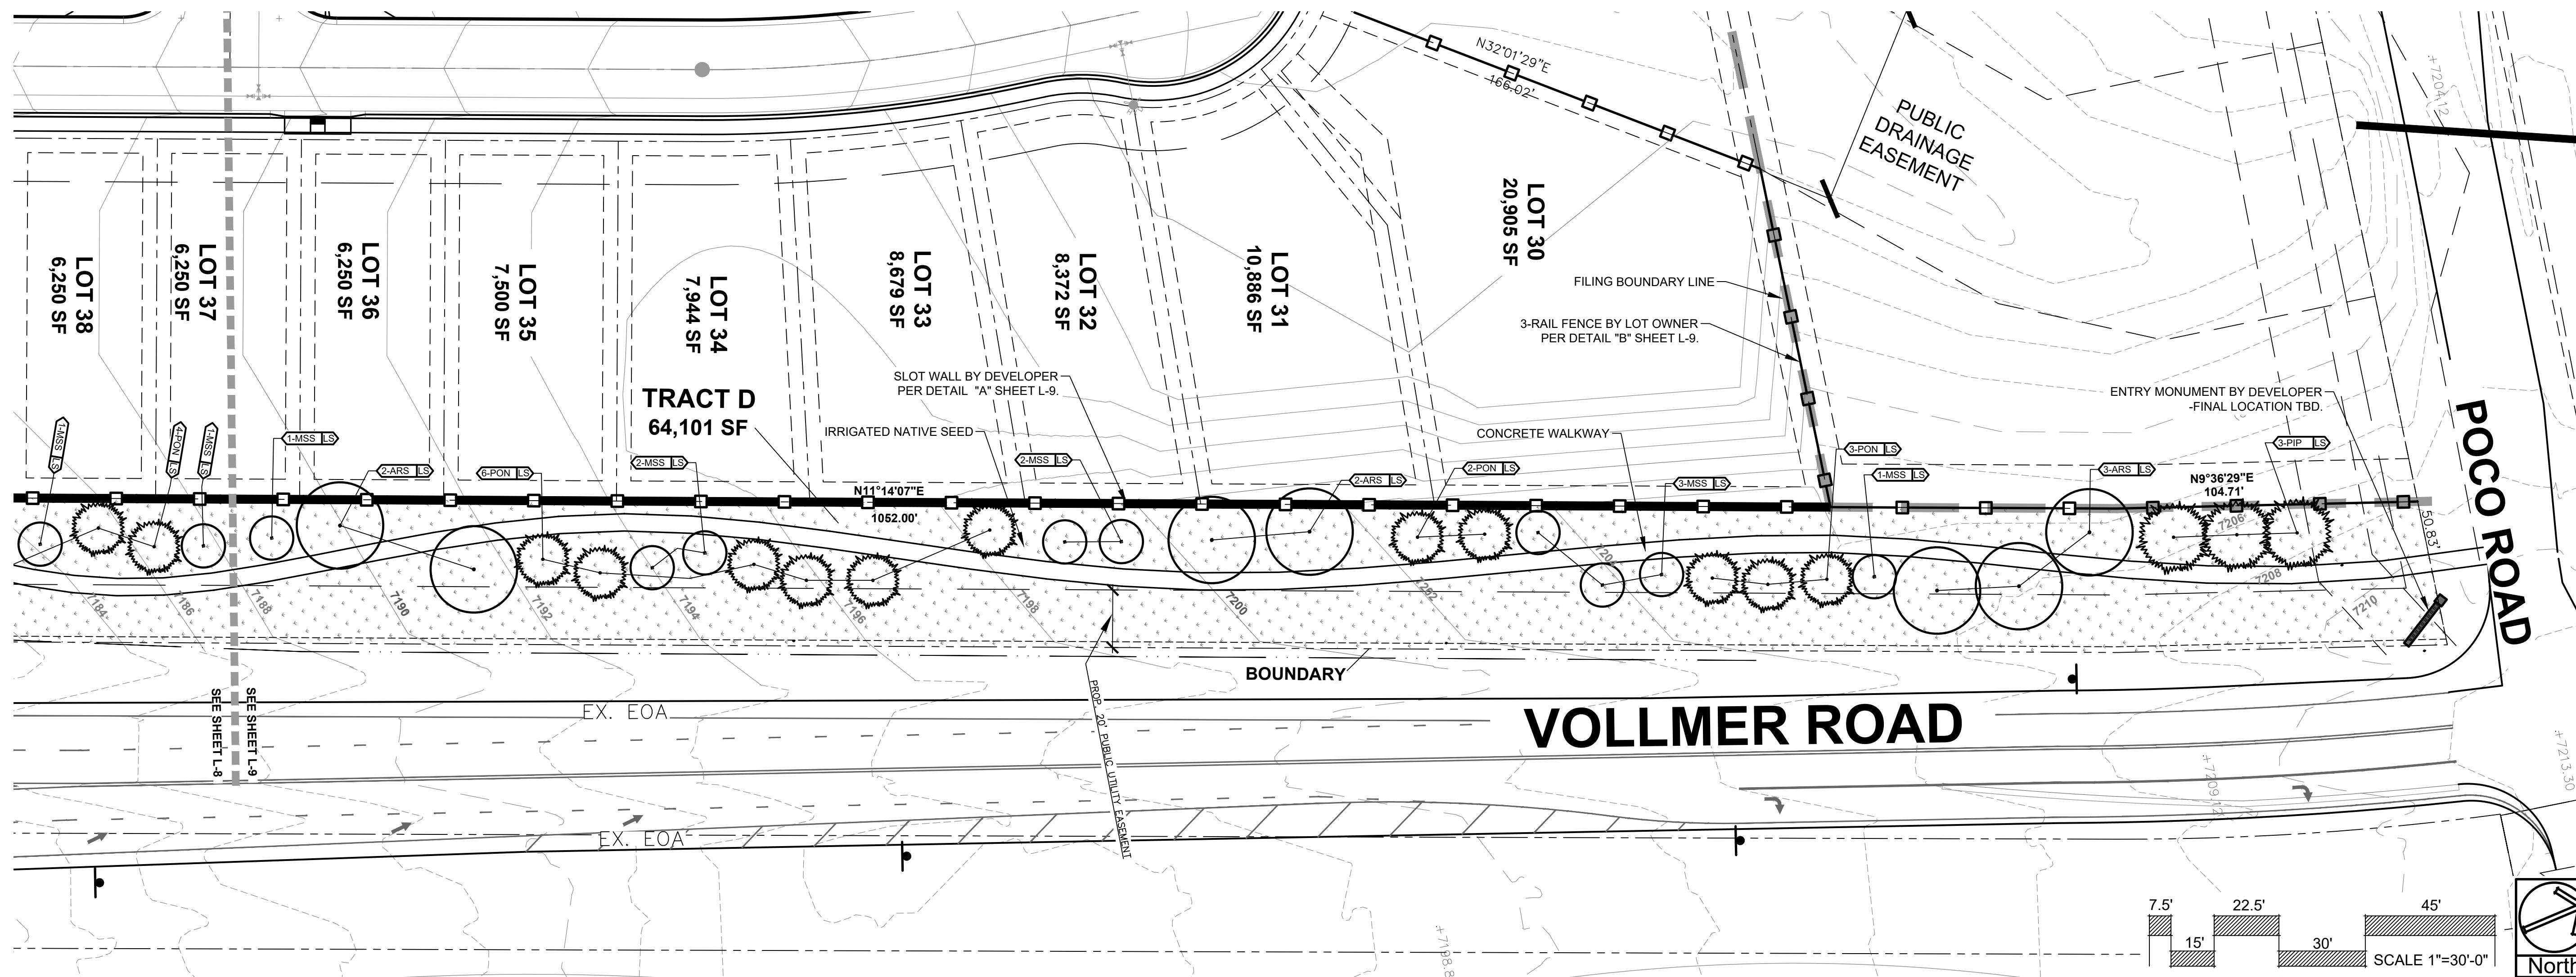 N32°01'29"E
166.02'
PUBLIC
DRAINAGE
EASEMENT
7204.12
LOT 38
6,250 SF
LOT 37
6,250 SF
LOT 36
6,250 SF
LOT 35
7,500 SF
LOT 34
7,944 SF
LOT 33
8,679 SF
LOT 32
8,372 SF
LOT 31
10,886 SF
LOT 30
20,905 SF
FILING BOUNDARY LINE
3-RAIL FENCE BY LOT OWNER
PER DETAIL "B" SHEET L-9.
SLOT WALL BY DEVELOPER
PER DETAIL "A" SHEET L-9.
TRACT D
64,101 SF
IRRIGATED NATIVE SEED
CONCRETE WALKWAY
ENTRY MONUMENT BY DEVELOPER
-FINAL LOCATION TBD.
POCO ROAD
1-MSS LS
4-PON LS
1-MSS LS
1-MSS LS
2-ARS LS
6-PON LS
2-MSS LS
2-MSS LS
2-ARS LS
2-PON LS
3-MSS LS
3-PON LS
1-MSS LS
3-ARS LS
3-PIP LS
N11°14'07"E
1052.00'
N9°36'29"E
104.71'
50.83'
7184
7186
7188
7190
7192
7194
7196
7198
7200
7206
7208
7210
BOUNDARY
PROP. 20' PUBLIC UTILITY EASEMENT
SEE SHEET L-8
SEE SHEET L-9
EX. EOA
VOLLMER ROAD
EX. EOA
7213.30
7198.8
7.5'
22.5'
45'
15'
30'
SCALE 1"=30'-0"